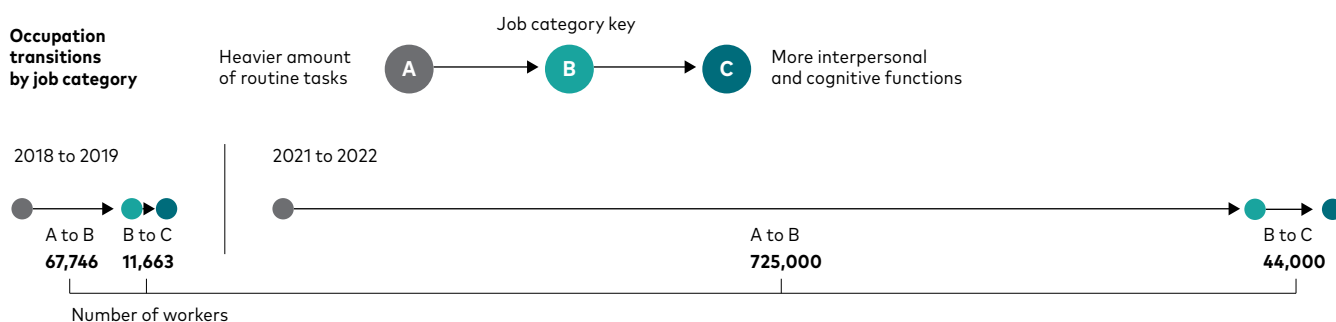 Occupation
transitions
by job category
Job category key
Heavier amount
of routine tasks
A
B
C
More interpersonal
and cognitive functions
2018 to 2019
A to B
67,746
B to C
11,663
2021 to 2022
A to B
725,000
B to C
44,000
Number of workers